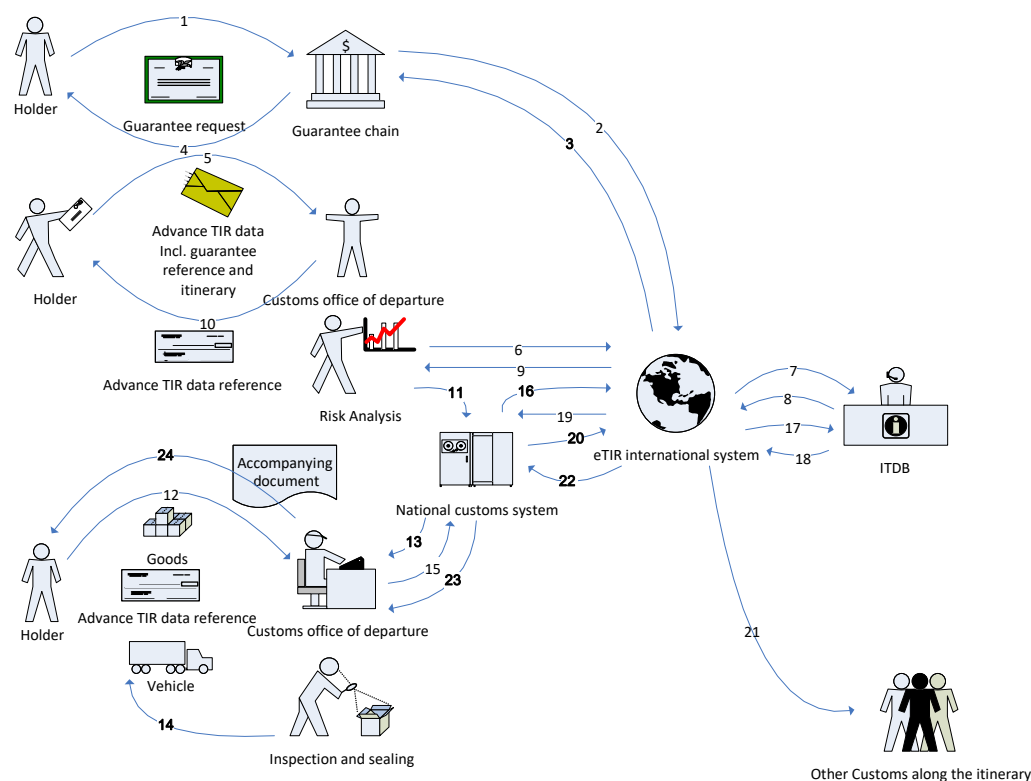 1
$
Holder
Guarantee request
Guarantee chain
2
3
4
5
Advance TIR data
Incl. guarantee
reference and
itinerary
Holder
Customs office of departure
10
Advance TIR data reference
Risk Analysis
6
9
11
16
7
8
17
18
19
20
22
eTIR international system
i
ITDB
National customs system
24
Accompanying
document
12
Goods
13
15
23
Advance TIR data reference
Holder
Customs office of departure
21
Vehicle
14
Inspection and sealing
Other Customs along the itinerary